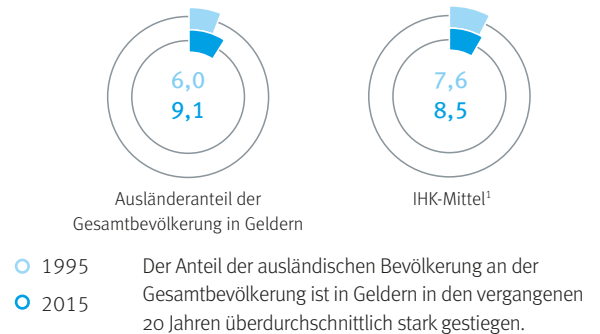 6,0
9,1
Ausländeranteil der
Gesamtbevölkerung in Geldern
7,6
8,5
IHK-Mittel¹
1995
2015
Der Anteil der ausländischen Bevölkerung an der
Gesamtbevölkerung ist in Geldern in den vergangenen
20 Jahren überdurchschnittlich stark gestiegen.